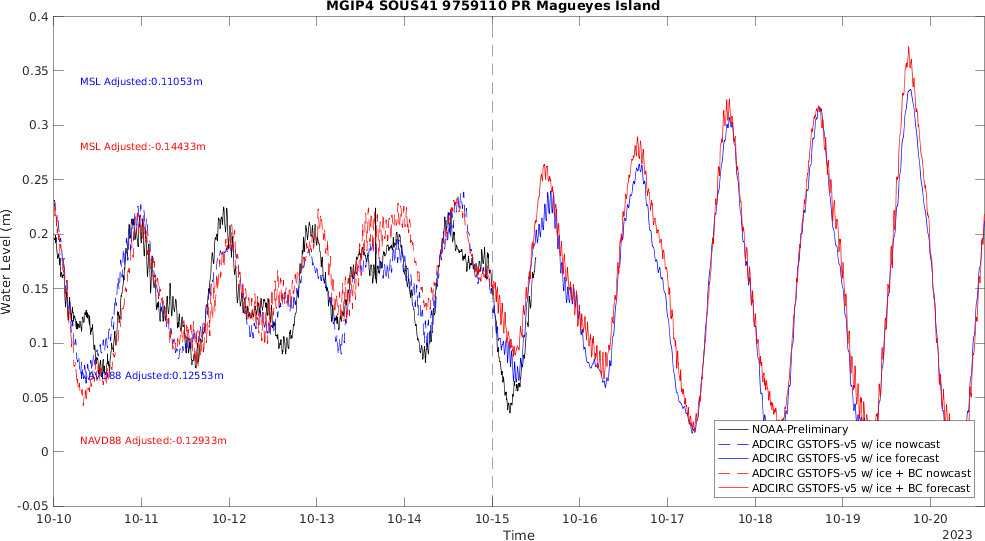 MGIP4 SOUS41 9759110 PR Magueyes Island
0.4
0.35
0.3
0.25
0.2
0.15
0.1
0.05
0
-0.05
Water Level (m)
MSL Adjusted:0.11053m
MSL Adjusted:-0.14433m
NAVD88 Adjusted:0.12553m
NAVD88 Adjusted:-0.12933m
NOAA-Preliminary
ADCIRC GSTOFS-v5 w/ ice nowcast
ADCIRC GSTOFS-v5 w/ ice forecast
ADCIRC GSTOFS-v5 w/ ice + BC nowcast
ADCIRC GSTOFS-v5 w/ ice + BC forecast
10-10 10-11 10-12 10-13 10-14 10-15 10-16 10-17 10-18 10-19 10-20
Time
2023